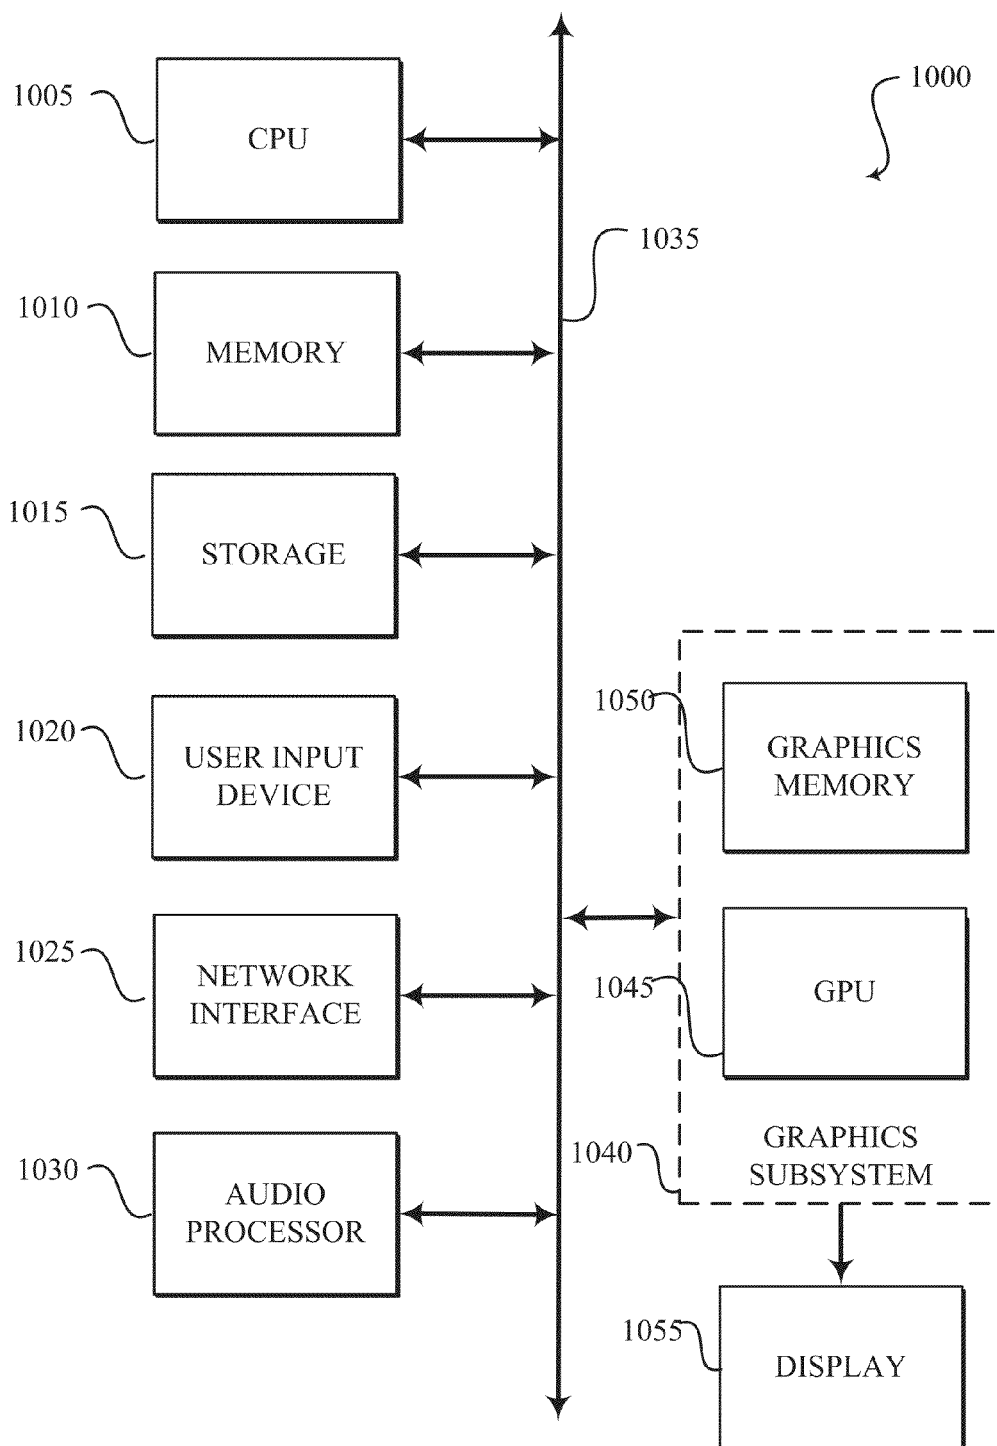 1000
1005
CPU
1035
1010
MEMORY
1015
STORAGE
1020
USER INPUT
DEVICE
1050
GRAPHICS
MEMORY
1025
NETWORK
INTERFACE
1045
GPU
1030
AUDIO
PROCESSOR
1040
GRAPHICS
SUBSYSTEM
1055
DISPLAY